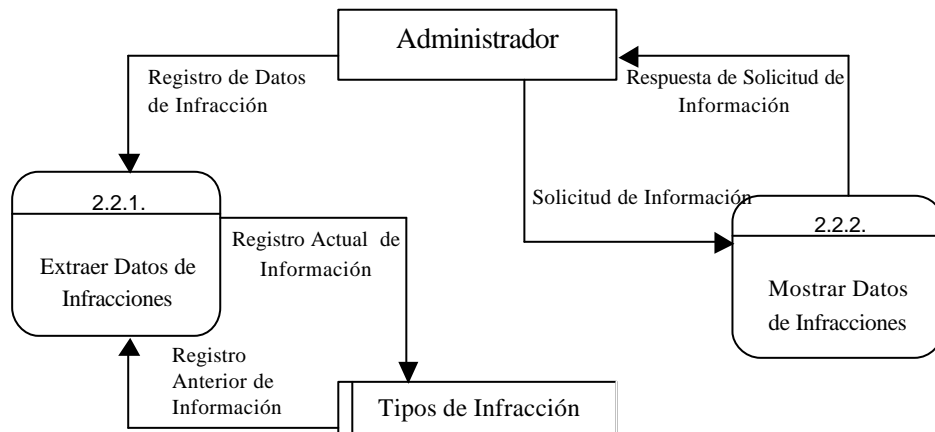 Administrador
Registro de Datos
de Infracción
Respuesta de Solicitud de
Información
2.2.1.
Extraer Datos de
Infracciones
Registro Actual de
Información
Solicitud de Información
2.2.2.
Mostrar Datos
de Infracciones
Registro
Anterior de
Información
Tipos de Infracción